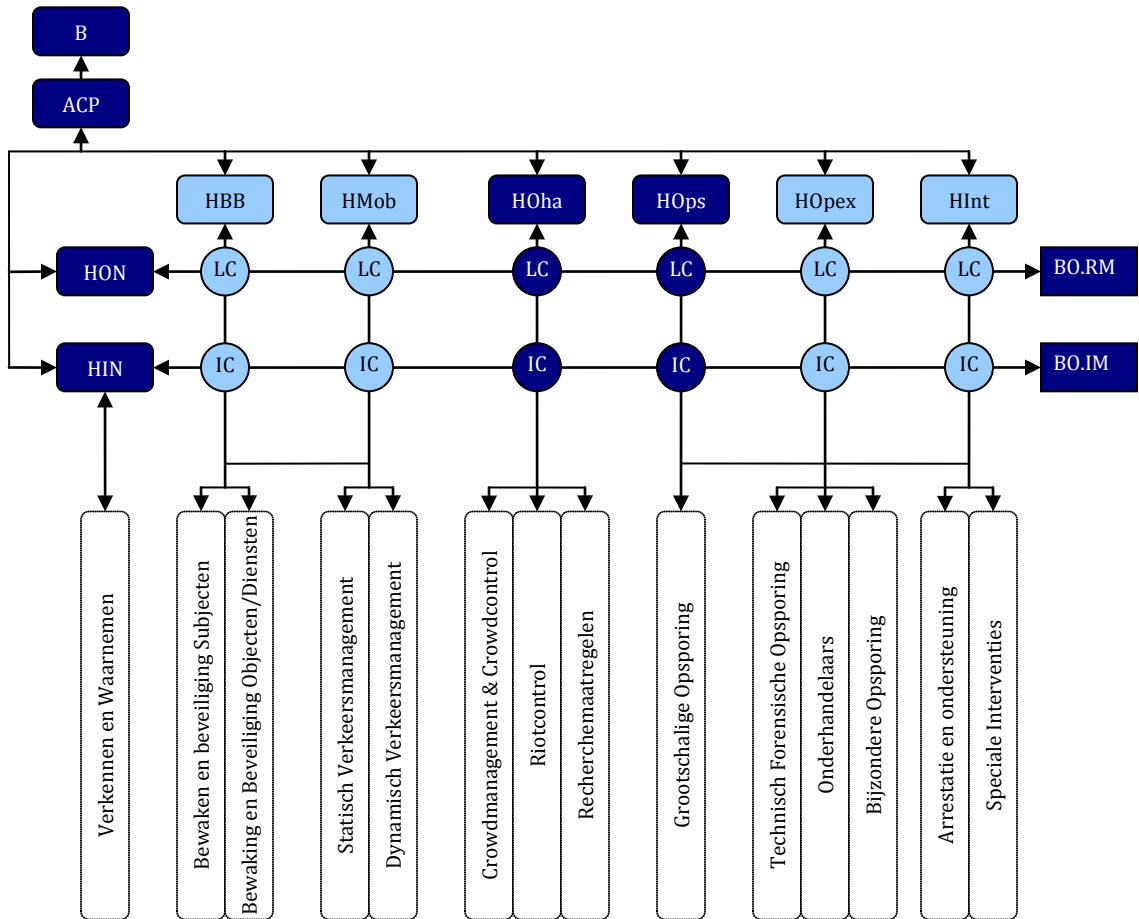 B
ACP
HBB
HMob
HOha
HOps
HOpex
HInt
HON
LC
LC
LC
LC
LC
LC
BO.RM
HIN
IC
IC
IC
IC
IC
IC
BO.IM
Verkennen en Waarnemen
Bewaken en beveiliging Subjecten
Bewaking en Beveiliging Objecten/Diensten
Statisch Verkeersmanagement
Dynamisch Verkeersmanagement
Crowdmanagement & Crowdcontrol
Riotcontrol
Recherchemaatregelen
Grootschalige Opsporing
Technisch Forensische Opsporing
Onderhandelaars
Bijzondere Opsporing
Arrestatie en ondersteuning
Speciale Interventies